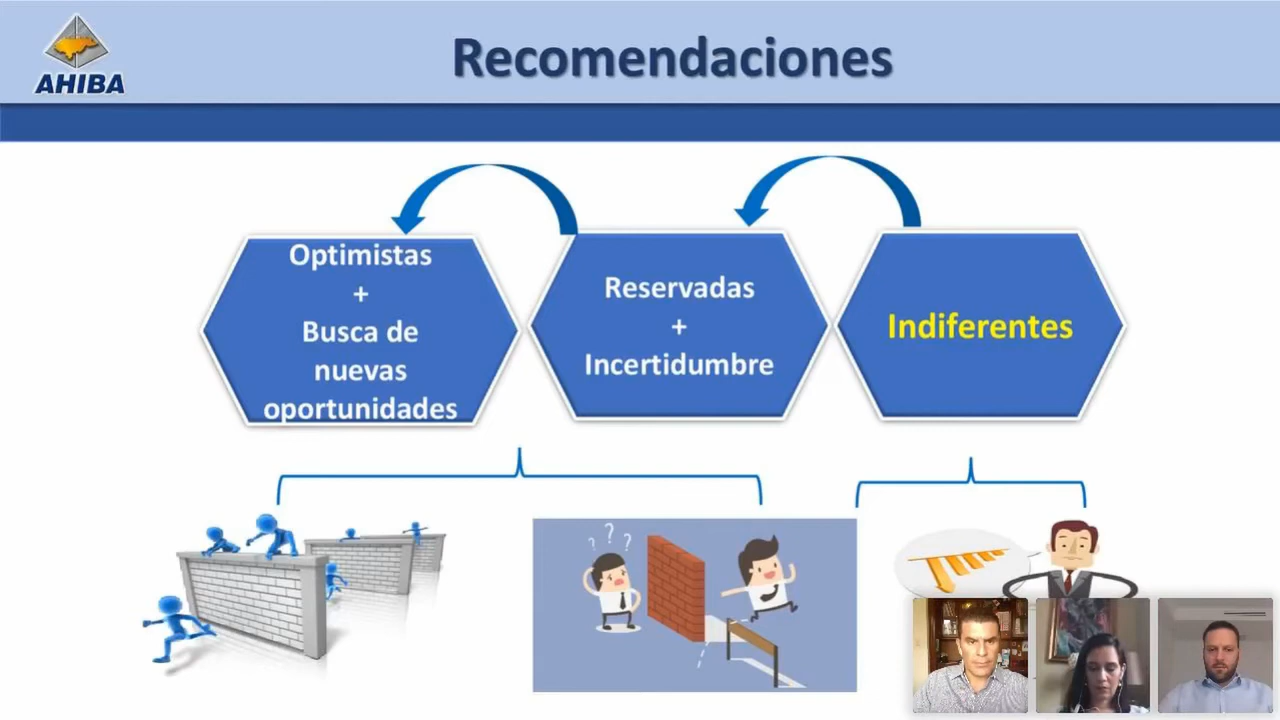 AHIBA
Recomendaciones
Optimistas
+
Busca de
nuevas
oportunidades
Reservadas
+
Incertidumbre
Indiferentes
? ? ?